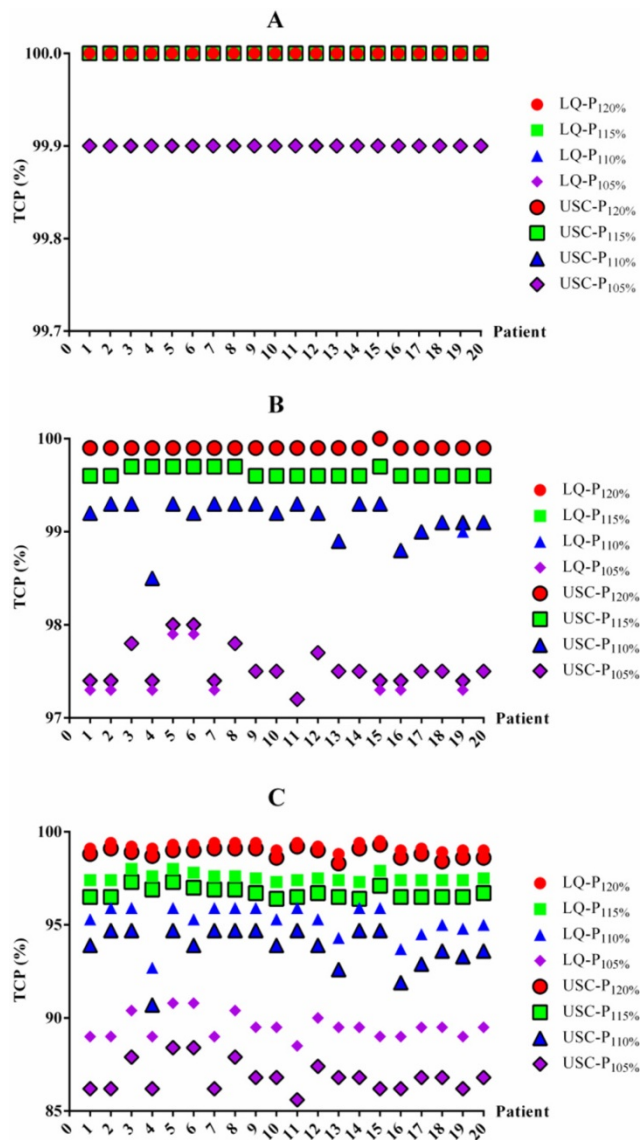 A
100.0
99.9
99.8
99.7
TCP (%)
0 1 2 3 4 5 6 7 8 9 10 11 12 13 14 15 16 17 18 19 20
Patient
LQ-P120%
LQ-P115%
LQ-P110%
LQ-P105%
USC-P120%
USC-P115%
USC-P110%
USC-P105%
B
100
99
98
97
TCP (%)
0 1 2 3 4 5 6 7 8 9 10 11 12 13 14 15 16 17 18 19 20
Patient
LQ-P120%
LQ-P115%
LQ-P110%
LQ-P105%
USC-P120%
USC-P115%
USC-P110%
USC-P105%
C
100
95
90
85
TCP (%)
0 1 2 3 4 5 6 7 8 9 10 11 12 13 14 15 16 17 18 19 20
Patient
LQ-P120%
LQ-P115%
LQ-P110%
LQ-P105%
USC-P120%
USC-P115%
USC-P110%
USC-P105%